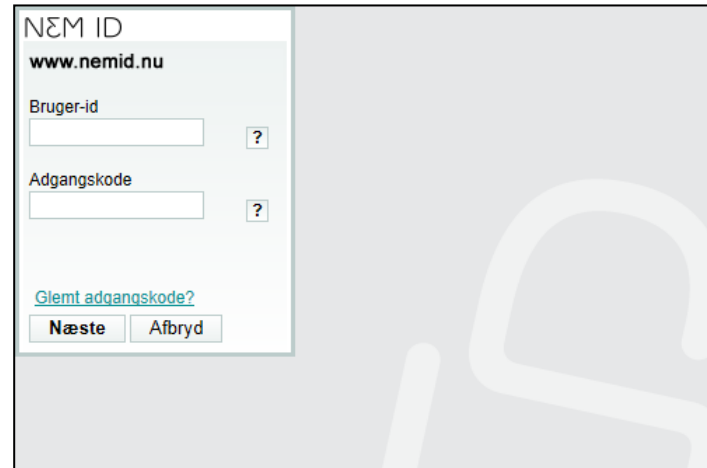 NEM ID
www.nemid.nu
Bruger-id
?
Adgangskode
?
Glemt adgangskode?
Næste Afbryd